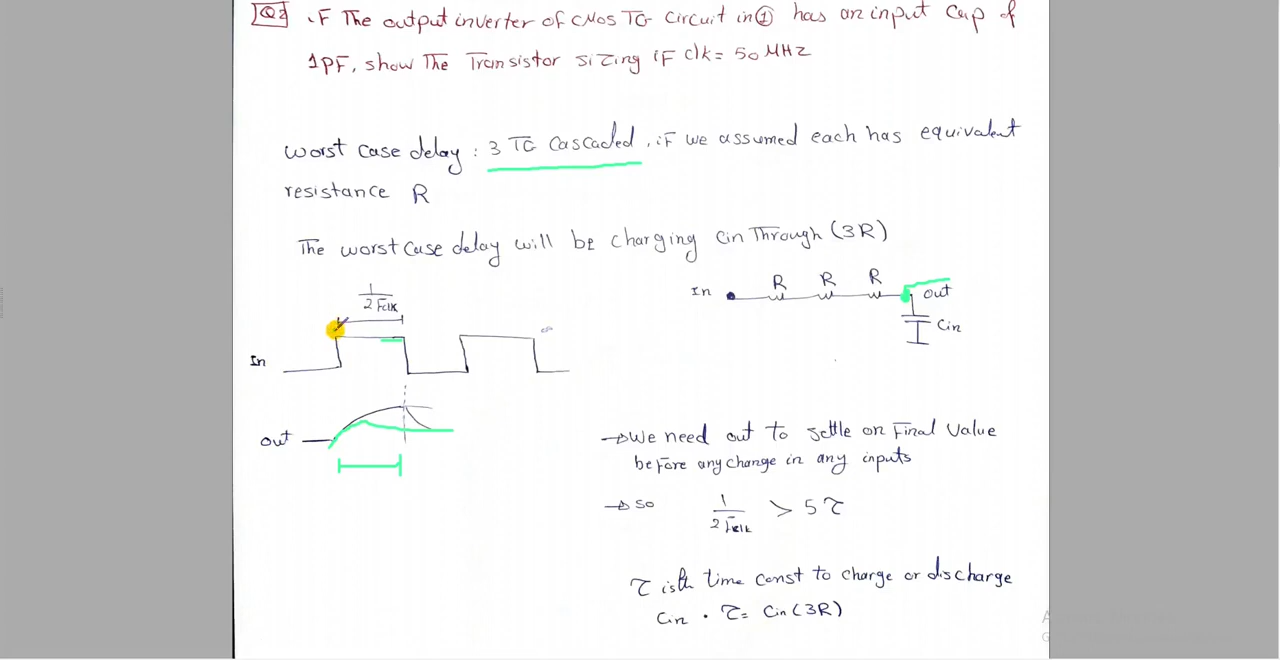 Q2 iF The output inverter of CMOS TG Circuit in ① has an input Cap of
1PF, show The Transistor sizing iF clk = 50 MHz
worst case delay : 3 TG Cascaded, iF we assumed each has equivalent
resistance R
The worst case delay will be charging Cin Through (3R)
1
2 Fclk
In
R R R
In out
Cin
out
→ We need out to settle on Final Value
before any change in any inputs
→ so 1 > 5τ
2 Fclk
τ is th time const to charge or discharge
Cin . τ = Cin (3R)